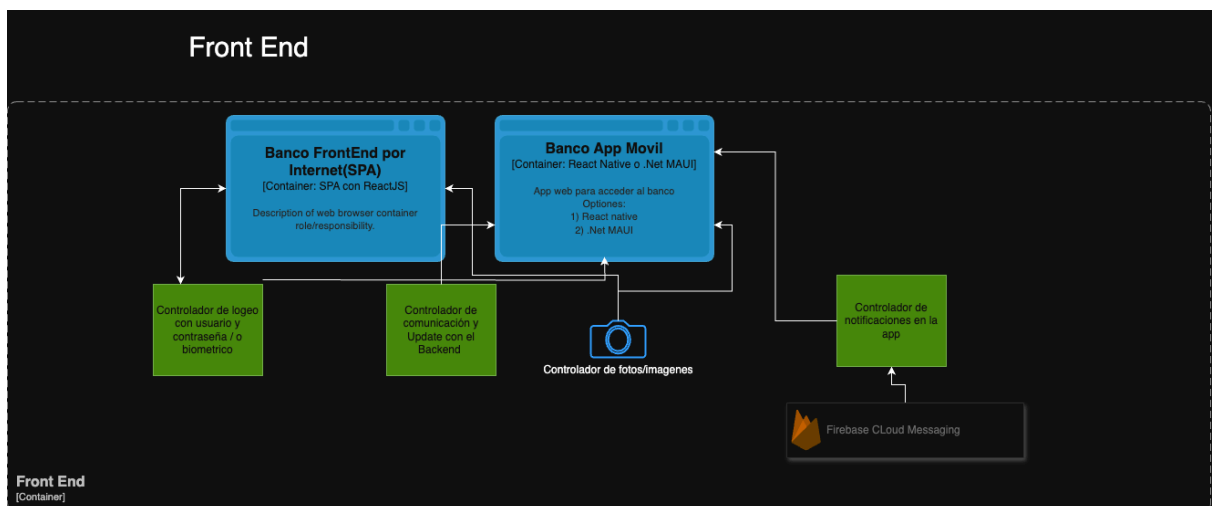 Front End
Banco FrontEnd por
Internet(SPA)
[Container: SPA con ReactJS]
Description of web browser container
role/responsibility.
Banco App Movil
[Container: React Native o .Net MAUI]
App web para acceder al banco
Optiones:
1) React native
2) .Net MAUI
Controlador de logeo
con usuario y
contraseña / o
biometrico
Controlador de
comunicación y
Update con el
Backend
Controlador de fotos/imagenes
Controlador de
notificaciones en la
app
Firebase CLoud Messaging
Front End
[Container]